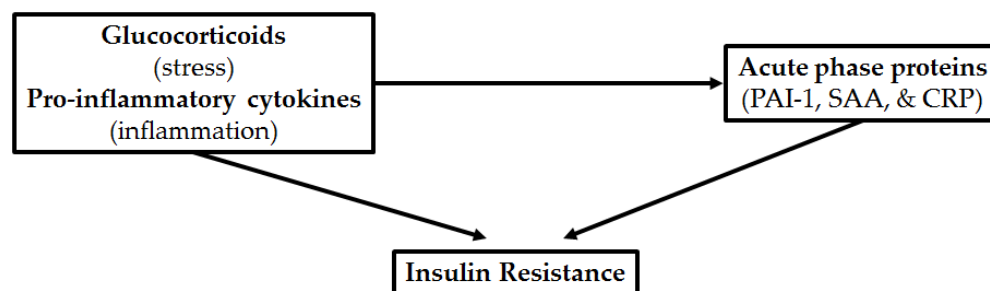 Glucocorticoids
(stress)
Pro-inflammatory cytokines
(inflammation)
Acute phase proteins
(PAI-1, SAA, & CRP)
Insulin Resistance